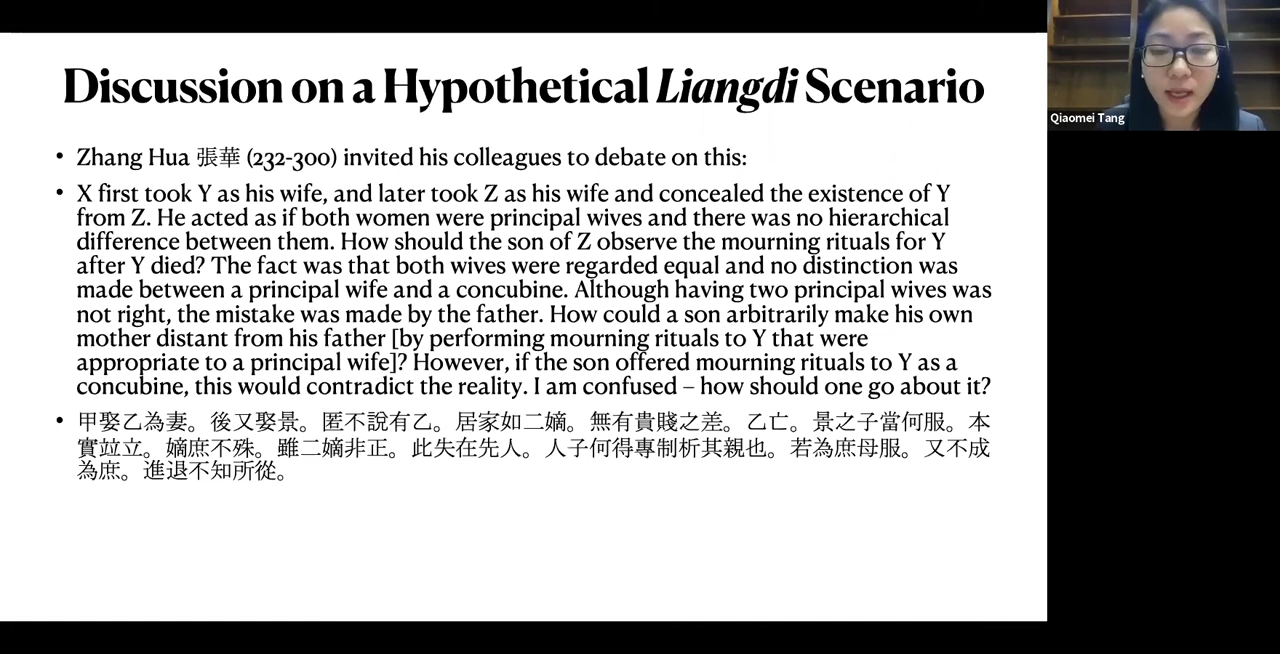 Discussion on a Hypothetical Liangdi Scenario
• Zhang Hua 張華 (232-300) invited his colleagues to debate on this:
• X first took Y as his wife, and later took Z as his wife and concealed the existence of Y
from Z. He acted as if both women were principal wives and there was no hierarchical
difference between them. How should the son of Z observe the mourning rituals for Y
after Y died? The fact was that both wives were regarded equal and no distinction was
made between a principal wife and a concubine. Although having two principal wives was
not right, the mistake was made by the father. How could a son arbitrarily make his own
mother distant from his father [by performing mourning rituals to Y that were
appropriate to a principal wife]? However, if the son offered mourning rituals to Y as a
concubine, this would contradict the reality. I am confused – how should one go about it?
• 甲娶乙為妻。後又娶景。匿不說有乙。居家如二嫡。無有貴賤之差。乙亡。景之子當何服。本
實竝立。嫡庶不殊。雖二嫡非正。此失在先人。人子何得專制析其親也。若為庶母服。又不成
為庶。進退不知所從。
Qiaomei Tang